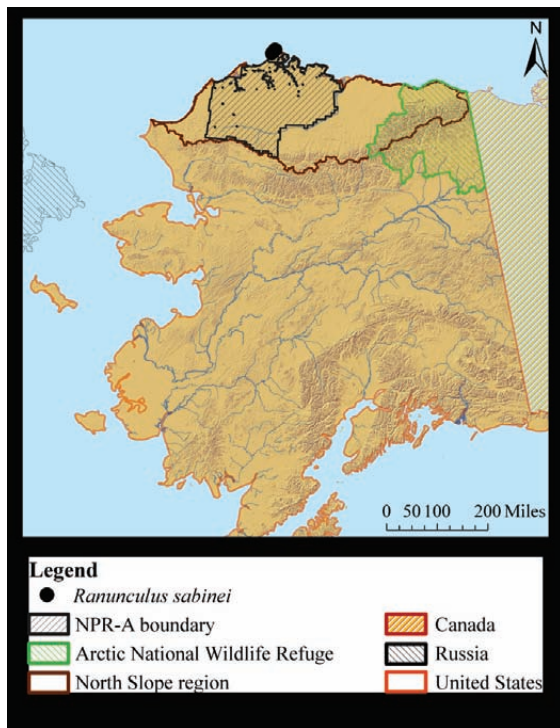 N
0 50 100 200 Miles
Legend
Ranunculus sabinei
NPR-A boundary
Canada
Arctic National Wildlife Refuge
Russia
North Slope region
United States